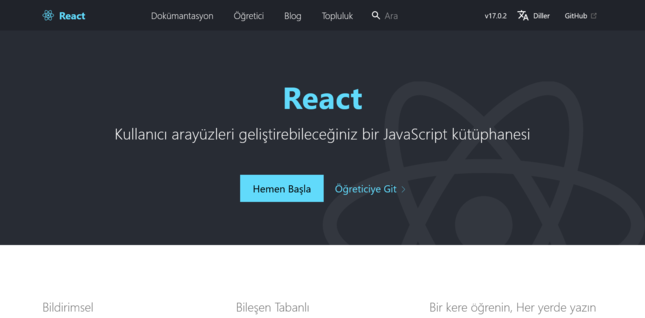 React Dokümantasyon Öğretici Blog Topluluk Ara v17.0.2 Diller GitHub
React
Kullanıcı arayüzleri geliştirebileceğiniz bir JavaScript kütüphanesi
Hemen Başla Öğreticiye Git
Bildirimsel Bileşen Tabanlı Bir kere öğrenin, Her yerde yazın